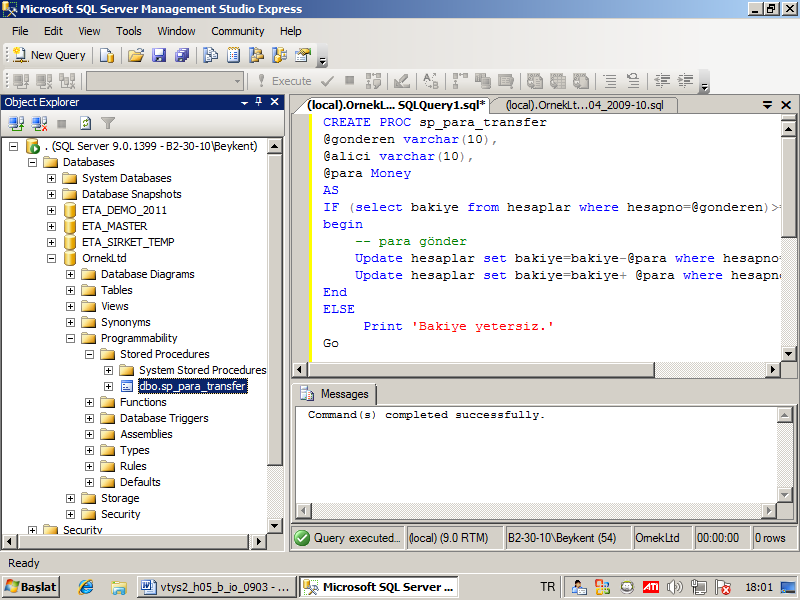 Microsoft SQL Server Management Studio Express
File Edit View Tools Window Community Help
New Query
Execute
Object Explorer
. (SQL Server 9.0.1399 - B2-30-10\Beykent)
Databases
System Databases
Database Snapshots
ETA_DEMO_2011
ETA_MASTER
ETA_SIRKET_TEMP
OrnekLtd
Database Diagrams
Tables
Views
Synonyms
Programmability
Stored Procedures
System Stored Procedures
dbo.sp_para_transfer
Functions
Database Triggers
Assemblies
Types
Rules
Defaults
Storage
Security
Security
(local).OrnekL... SQLQuery1.sql* (local).OrnekLt...04_2009-10.sql
CREATE PROC sp_para_transfer
@gonderen varchar(10),
@alici varchar(10),
@para Money
AS
IF (select bakiye from hesaplar where hesapno=@gonderen)>=
begin
-- para gönder
Update hesaplar set bakiye=bakiye-@para where hesapno=
Update hesaplar set bakiye=bakiye+ @para where hesapno
End
ELSE
Print 'Bakiye yetersiz.'
Go
Messages
Command(s) completed successfully.
Query executed... (local) (9.0 RTM) B2-30-10\Beykent (54) OrnekLtd 00:00:00 0 rows
Ready
Başlat vtys2_h05_b_io_0903 - ... Microsoft SQL Server ... TR ATI 18:01